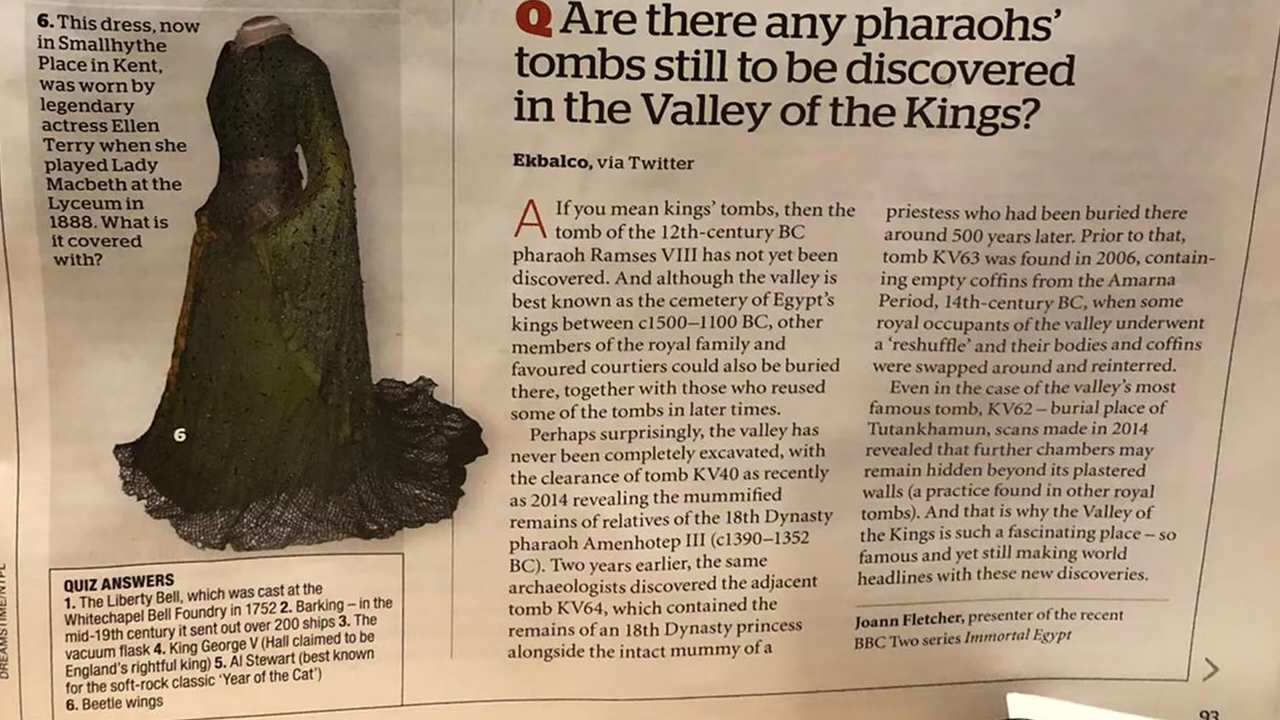 6. This dress, now
in Smallhythe
Place in Kent,
was worn by
legendary
actress Ellen
Terry when she
played Lady
Macbeth at the
Lyceum in
1888. What is
it covered
with?
6
DREAMSTIME/NTPL
QUIZ ANSWERS
1. The Liberty Bell, which was cast at the
Whitechapel Bell Foundry in 1752 2. Barking – in the
mid-19th century it sent out over 200 ships 3. The
vacuum flask 4. King George V (Hall claimed to be
England's rightful king) 5. Al Stewart (best known
for the soft-rock classic 'Year of the Cat')
6. Beetle wings
Q Are there any pharaohs'
tombs still to be discovered
in the Valley of the Kings?
Ekbalco, via Twitter
A If you mean kings' tombs, then the
tomb of the 12th-century BC
pharaoh Ramses VIII has not yet been
discovered. And although the valley is
best known as the cemetery of Egypt's
kings between c1500–1100 BC, other
members of the royal family and
favoured courtiers could also be buried
there, together with those who reused
some of the tombs in later times.
Perhaps surprisingly, the valley has
never been completely excavated, with
the clearance of tomb KV40 as recently
as 2014 revealing the mummified
remains of relatives of the 18th Dynasty
pharaoh Amenhotep III (c1390–1352
BC). Two years earlier, the same
archaeologists discovered the adjacent
tomb KV64, which contained the
remains of an 18th Dynasty princess
alongside the intact mummy of a
priestess who had been buried there
around 500 years later. Prior to that,
tomb KV63 was found in 2006, contain-
ing empty coffins from the Amarna
Period, 14th-century BC, when some
royal occupants of the valley underwent
a 'reshuffle' and their bodies and coffins
were swapped around and reinterred.
Even in the case of the valley's most
famous tomb, KV62 – burial place of
Tutankhamun, scans made in 2014
revealed that further chambers may
remain hidden beyond its plastered
walls (a practice found in other royal
tombs). And that is why the Valley of
the Kings is such a fascinating place – so
famous and yet still making world
headlines with these new discoveries.
Joann Fletcher, presenter of the recent
BBC Two series Immortal Egypt
93